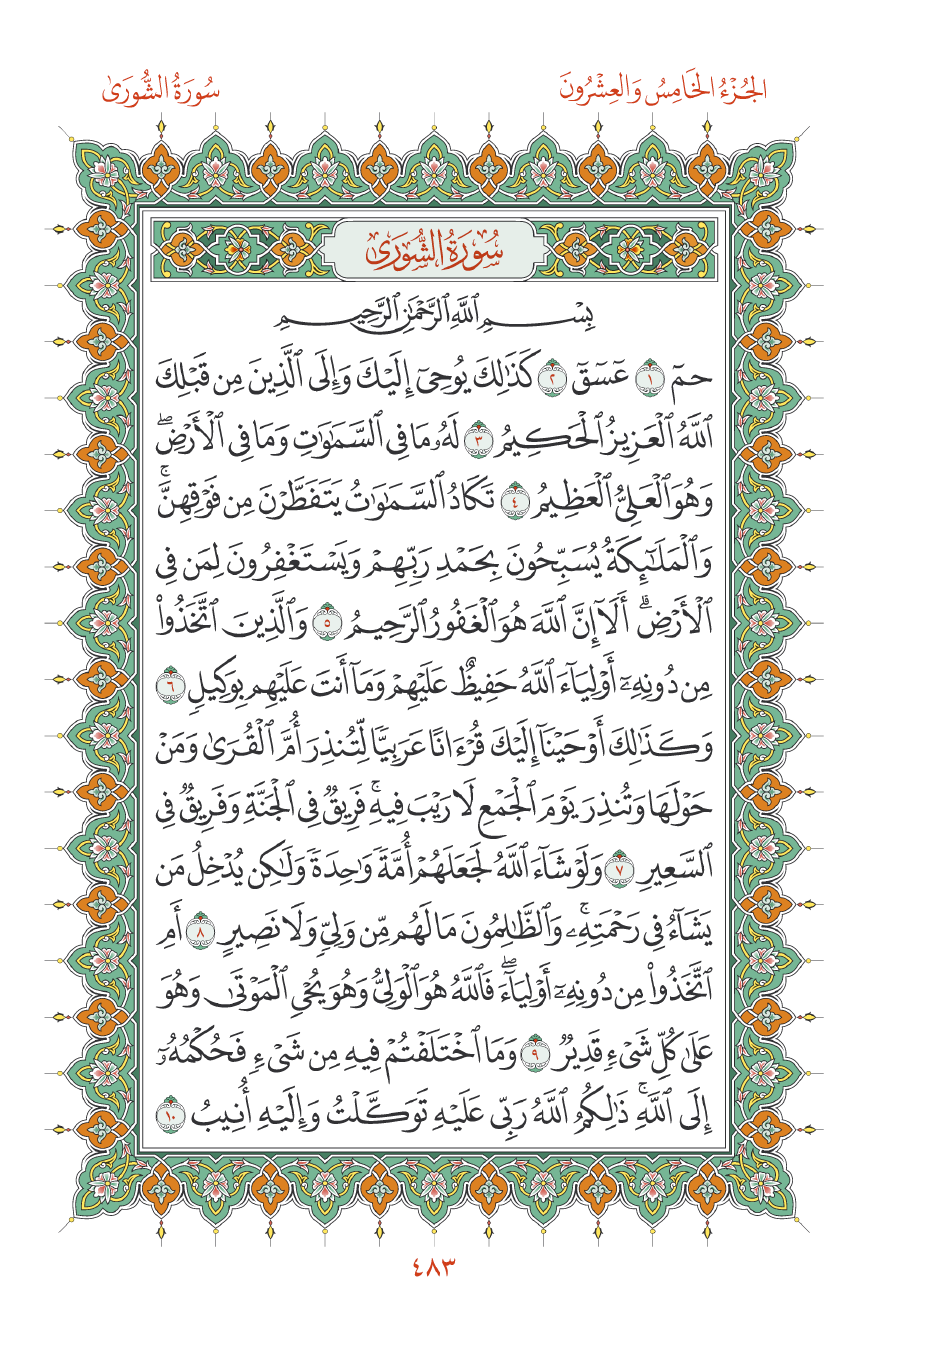 الجُزْءُ الخَامِسُ وَالعِشْرُونَ
سُورَةُ الشُّورَىٰ
سُورَةُ الشُّورَىٰ
بِسْمِ ٱللَّهِ ٱلرَّحْمَٰنِ ٱلرَّحِيمِ
حمٓ ١ عٓسٓقٓ ٢ كَذَٰلِكَ يُوحِىٓ إِلَيْكَ وَإِلَى ٱلَّذِينَ مِن قَبْلِكَ
ٱللَّهُ ٱلْعَزِيزُ ٱلْحَكِيمُ ٣ لَهُۥ مَا فِى ٱلسَّمَٰوَٰتِ وَمَا فِى ٱلْأَرْضِۖ
وَهُوَ ٱلْعَلِىُّ ٱلْعَظِيمُ ٤ تَكَادُ ٱلسَّمَٰوَٰتُ يَتَفَطَّرْنَ مِن فَوْقِهِنَّۚ
وَٱلْمَلَٰٓئِكَةُ يُسَبِّحُونَ بِحَمْدِ رَبِّهِمْ وَيَسْتَغْفِرُونَ لِمَن فِى
ٱلْأَرْضِۗ أَلَآ إِنَّ ٱللَّهَ هُوَ ٱلْغَفُورُ ٱلرَّحِيمُ ٥ وَٱلَّذِينَ ٱتَّخَذُوا۟
مِن دُونِهِۦٓ أَوْلِيَآءَ ٱللَّهُ حَفِيظٌ عَلَيْهِمْ وَمَآ أَنتَ عَلَيْهِم بِوَكِيلٍ ٦
وَكَذَٰلِكَ أَوْحَيْنَآ إِلَيْكَ قُرْءَانًا عَرَبِيًّا لِّتُنذِرَ أُمَّ ٱلْقُرَىٰ وَمَنْ
حَوْلَهَا وَتُنذِرَ يَوْمَ ٱلْجَمْعِ لَا رَيْبَ فِيهِۚ فَرِيقٌ فِى ٱلْجَنَّةِ وَفَرِيقٌ فِى
ٱلسَّعِيرِ ٧ وَلَوْ شَآءَ ٱللَّهُ لَجَعَلَهُمْ أُمَّةً وَٰحِدَةً وَلَٰكِن يُدْخِلُ مَن
يَشَآءُ فِى رَحْمَتِهِۦۚ وَٱلظَّٰلِمُونَ مَا لَهُم مِّن وَلِىٍّ وَلَا نَصِيرٍ ٨ أَمِ
ٱتَّخَذُوا۟ مِن دُونِهِۦٓ أَوْلِيَآءَۖ فَٱللَّهُ هُوَ ٱلْوَلِىُّ وَهُوَ يُحْىِ ٱلْمَوْتَىٰ وَهُوَ
عَلَىٰ كُلِّ شَىْءٍ قَدِيرٌ ٩ وَمَا ٱخْتَلَفْتُمْ فِيهِ مِن شَىْءٍ فَحُكْمُهُۥٓ
إِلَى ٱللَّهِۚ ذَٰلِكُمُ ٱللَّهُ رَبِّى عَلَيْهِ تَوَكَّلْتُ وَإِلَيْهِ أُنِيبُ ١٠
٤٨٣